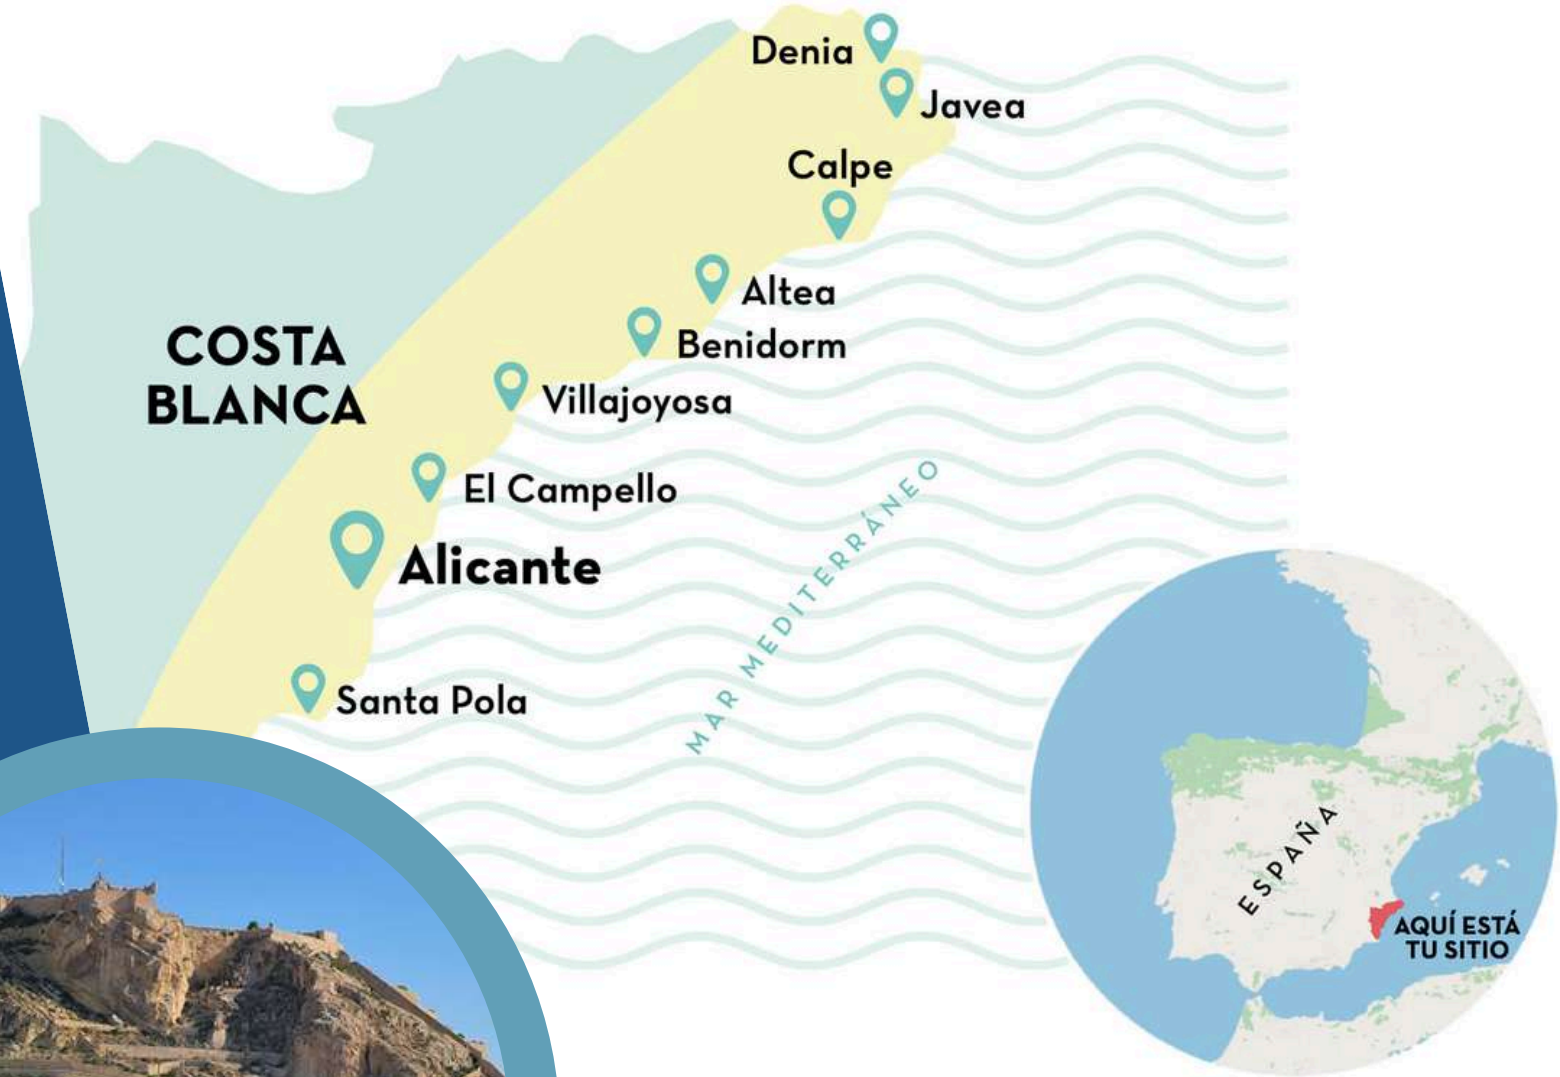 Denia
Javea
Calpe
Altea
Benidorm
COSTA
BLANCA
Villajoyosa
El Campello
Alicante
MAR MEDITERRÁNEO
Santa Pola
ESPAÑA
AQUÍ ESTÁ
TU SITIO